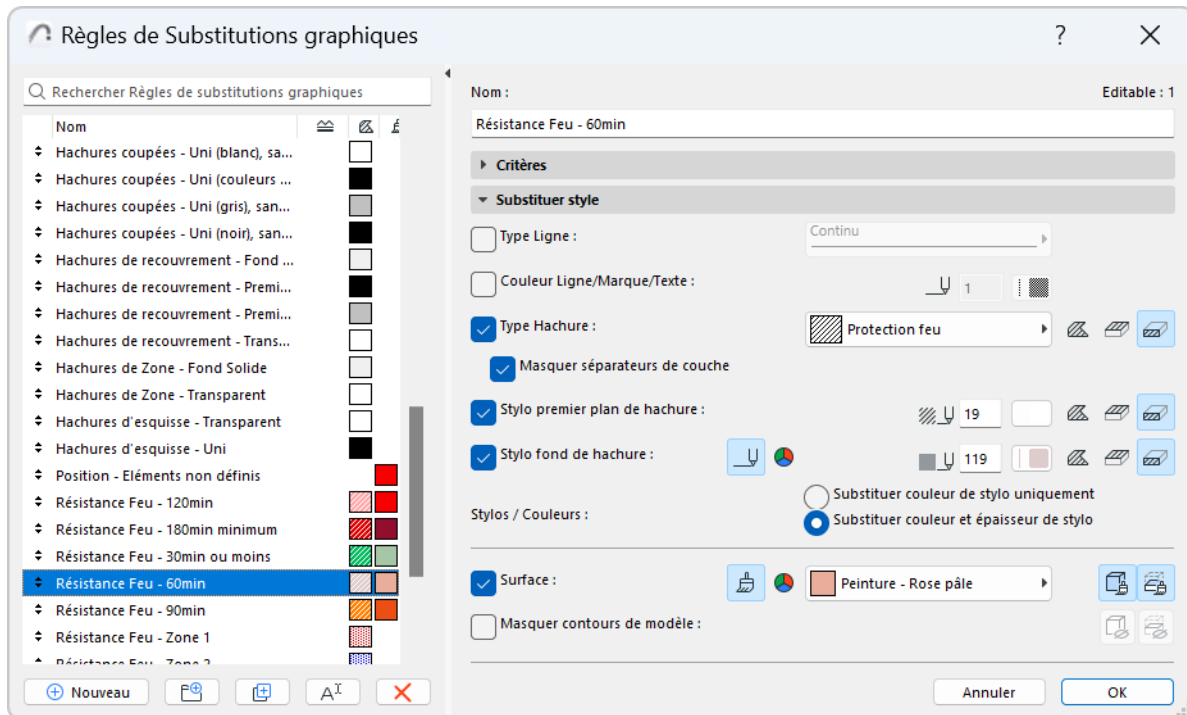 Règles de Substitutions graphiques
?
Rechercher Règles de substitutions graphiques
Nom
Hachures coupées - Uni (blanc), sa...
Hachures coupées - Uni (couleurs ...
Hachures coupées - Uni (gris), san...
Hachures coupées - Uni (noir), san...
Hachures de recouvrement - Fond ...
Hachures de recouvrement - Premi...
Hachures de recouvrement - Premi...
Hachures de recouvrement - Trans...
Hachures de Zone - Fond Solide
Hachures de Zone - Transparent
Hachures d'esquisse - Transparent
Hachures d'esquisse - Uni
Position - Eléments non définis
Résistance Feu - 120min
Résistance Feu - 180min minimum
Résistance Feu - 30min ou moins
Résistance Feu - 60min
Résistance Feu - 90min
Résistance Feu - Zone 1
Résistance Feu - Zone 2
Nouveau
Nom : Editable : 1
Résistance Feu - 60min
Critères
Substituer style
Type Ligne : Continu
Couleur Ligne/Marque/Texte : 1
Type Hachure : Protection feu
Masquer séparateurs de couche
Stylo premier plan de hachure : 19
Stylo fond de hachure : 119
Stylos / Couleurs :
Substituer couleur de stylo uniquement
Substituer couleur et épaisseur de stylo
Surface : Peinture - Rose pâle
Masquer contours de modèle :
Annuler OK